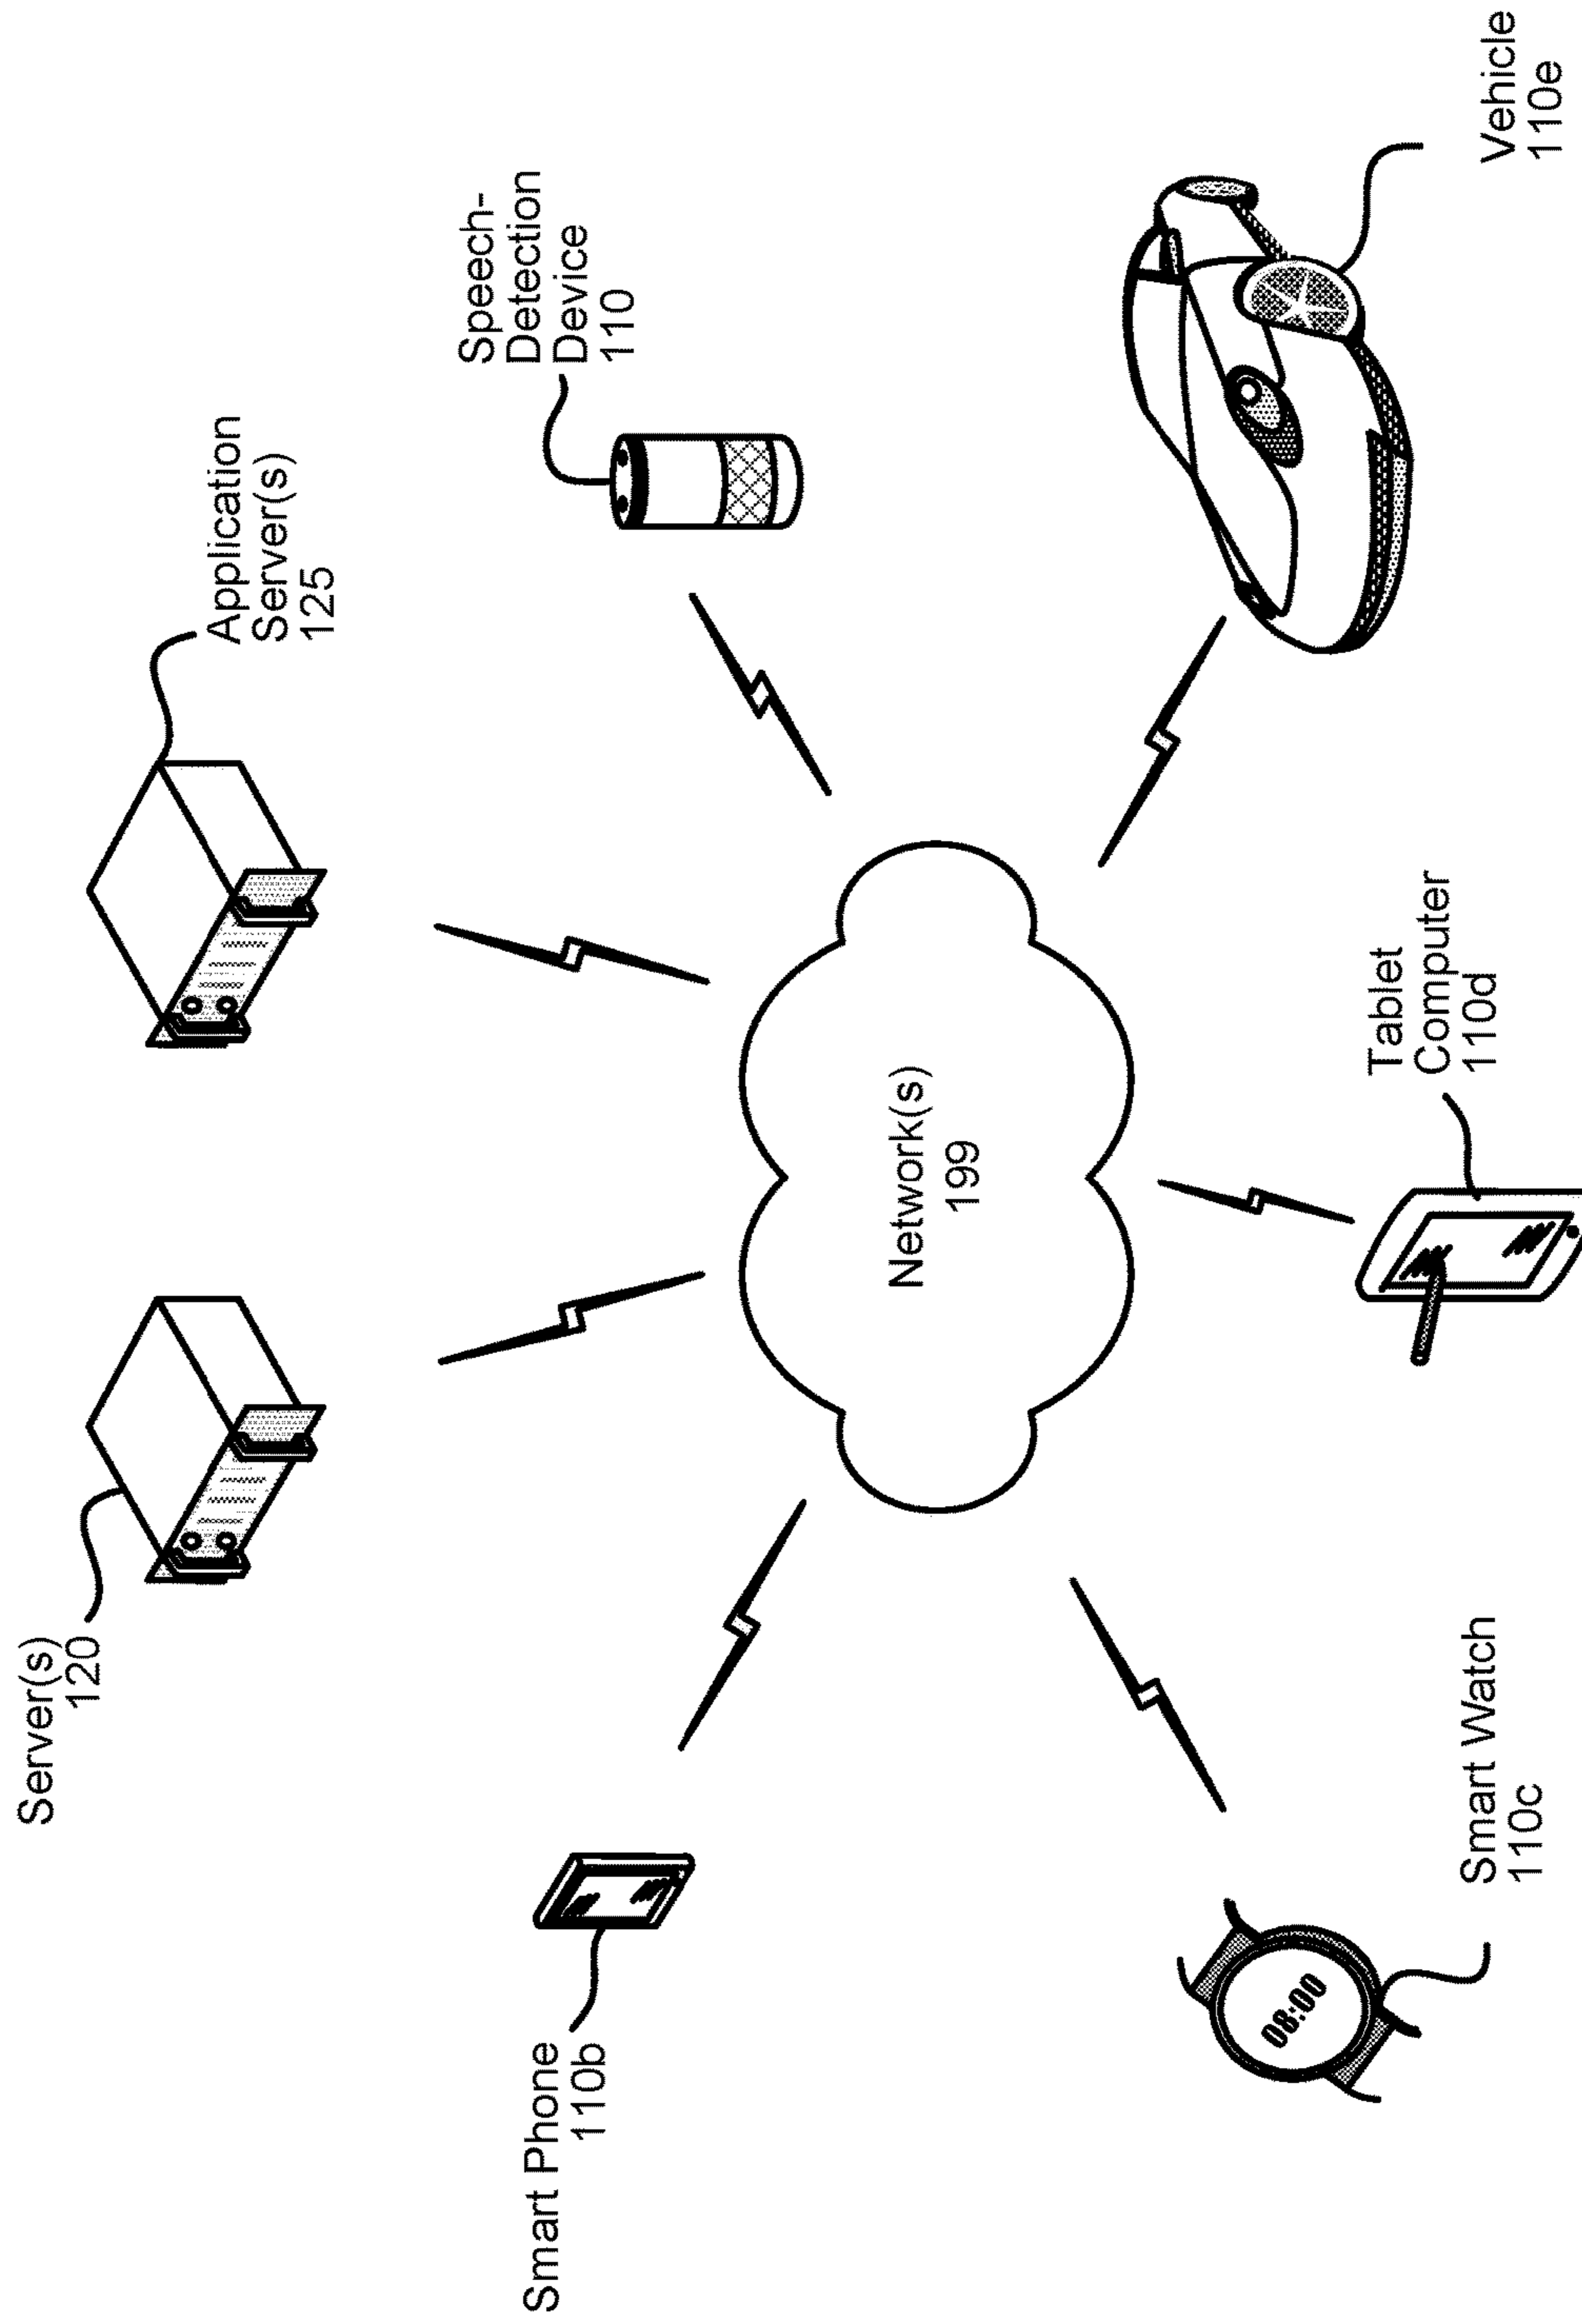 Server(s)
120
Application
Server(s)
125
Smart Phone
110b
Speech-
Detection
Device
110
Network(s)
199
08:00
Smart Watch
110c
Tablet
Computer
110d
Vehicle
110e